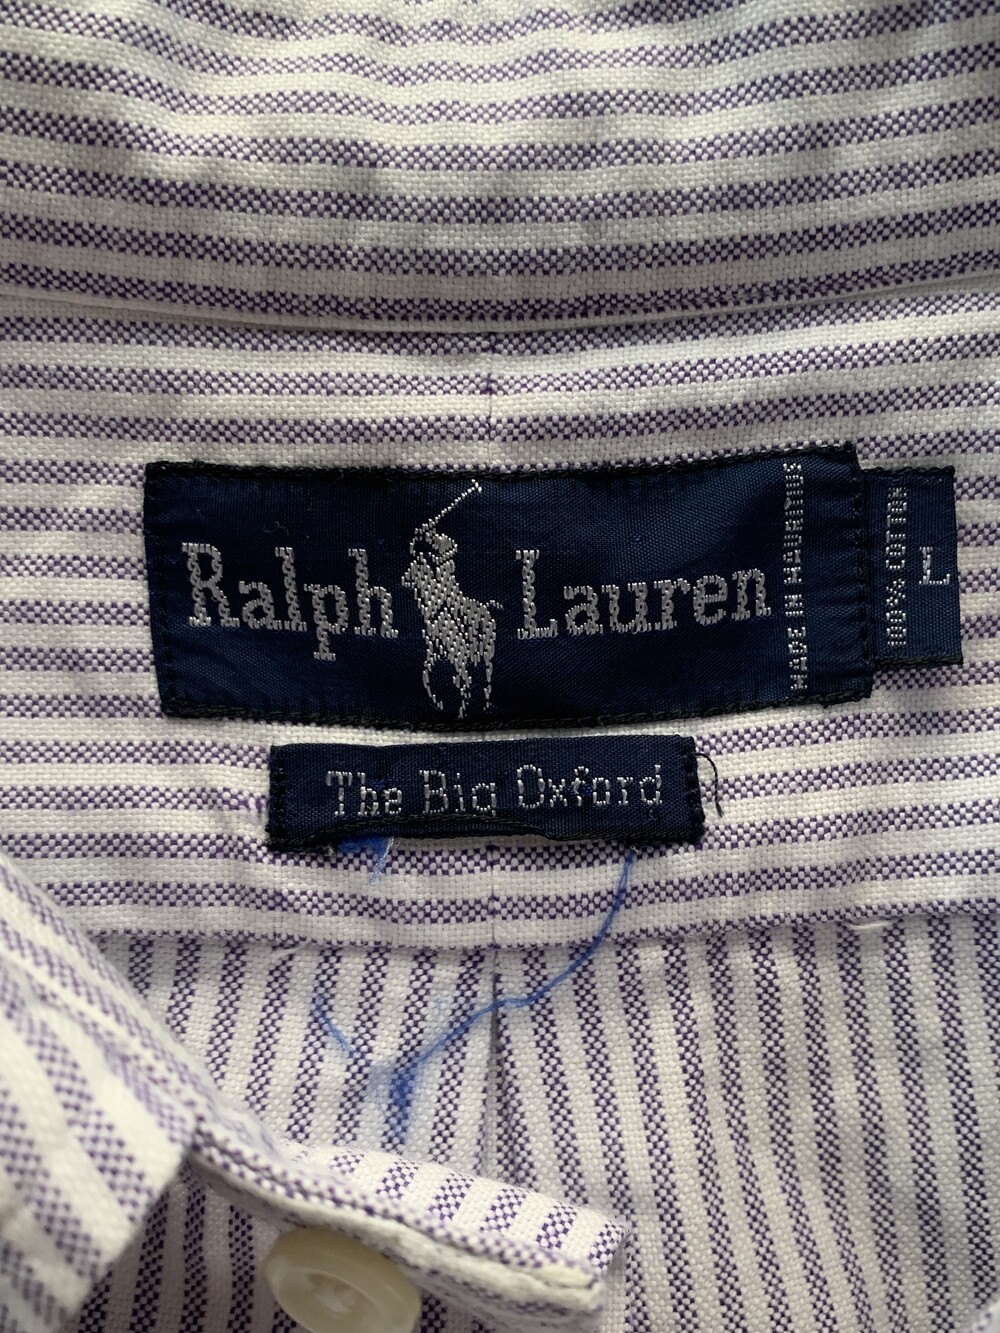 Ralph Lauren
MADE IN MAURITIUS
100% COTTON
L
The Big Oxford